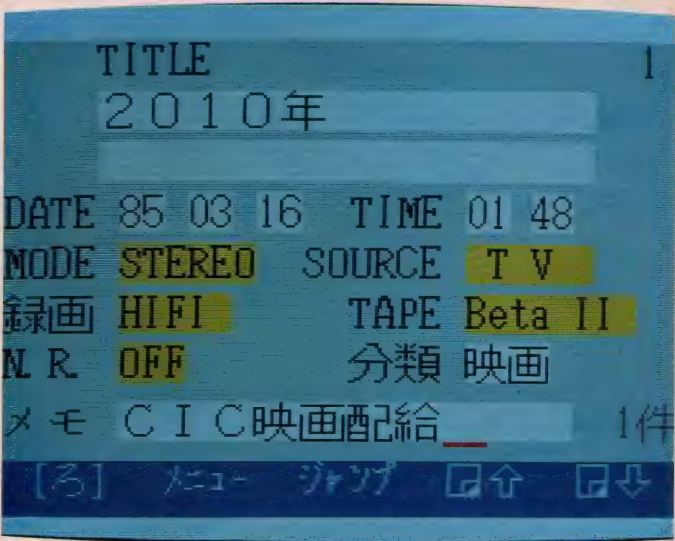 TITLE 1
2010年
DATE 85 03 16 TIME 01 48
MODE STEREO SOURCE TV
録画 HIFI TAPE Beta II
N.R. OFF 分類 映画
メモ CIC映画配給_ 1件
[ろ] メニュー ジャンプ ⇧ ⇩